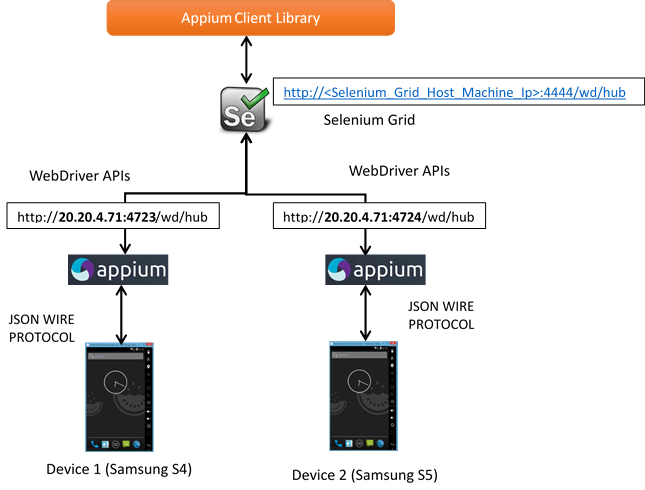 Appium Client Library
http://<Selenium_Grid_Host_Machine_Ip>:4444/wd/hub
Se
Selenium Grid
WebDriver APIs
WebDriver APIs
http://20.20.4.71:4723/wd/hub
http://20.20.4.71:4724/wd/hub
appium
appium
JSON WIRE
PROTOCOL
JSON WIRE
PROTOCOL
Device 1 (Samsung S4)
Device 2 (Samsung S5)